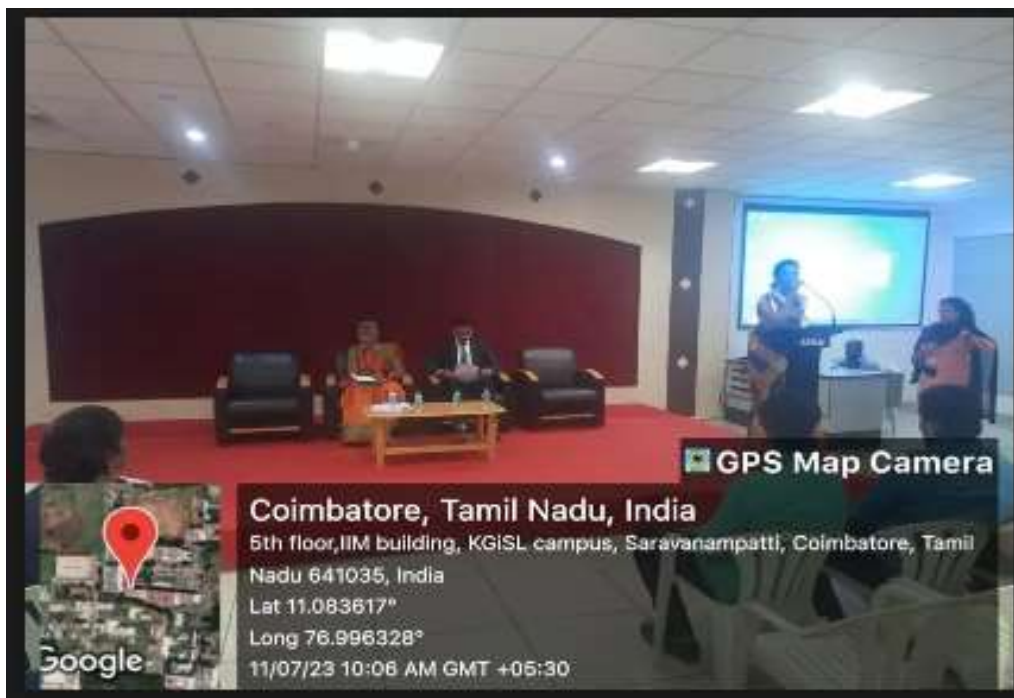 GPS Map Camera
Coimbatore, Tamil Nadu, India
5th floor,IIM building, KGiSL campus, Saravanampatti, Coimbatore, Tamil
Nadu 641035, India
Lat 11.083617°
Long 76.996328°
11/07/23 10:06 AM GMT +05:30
Google